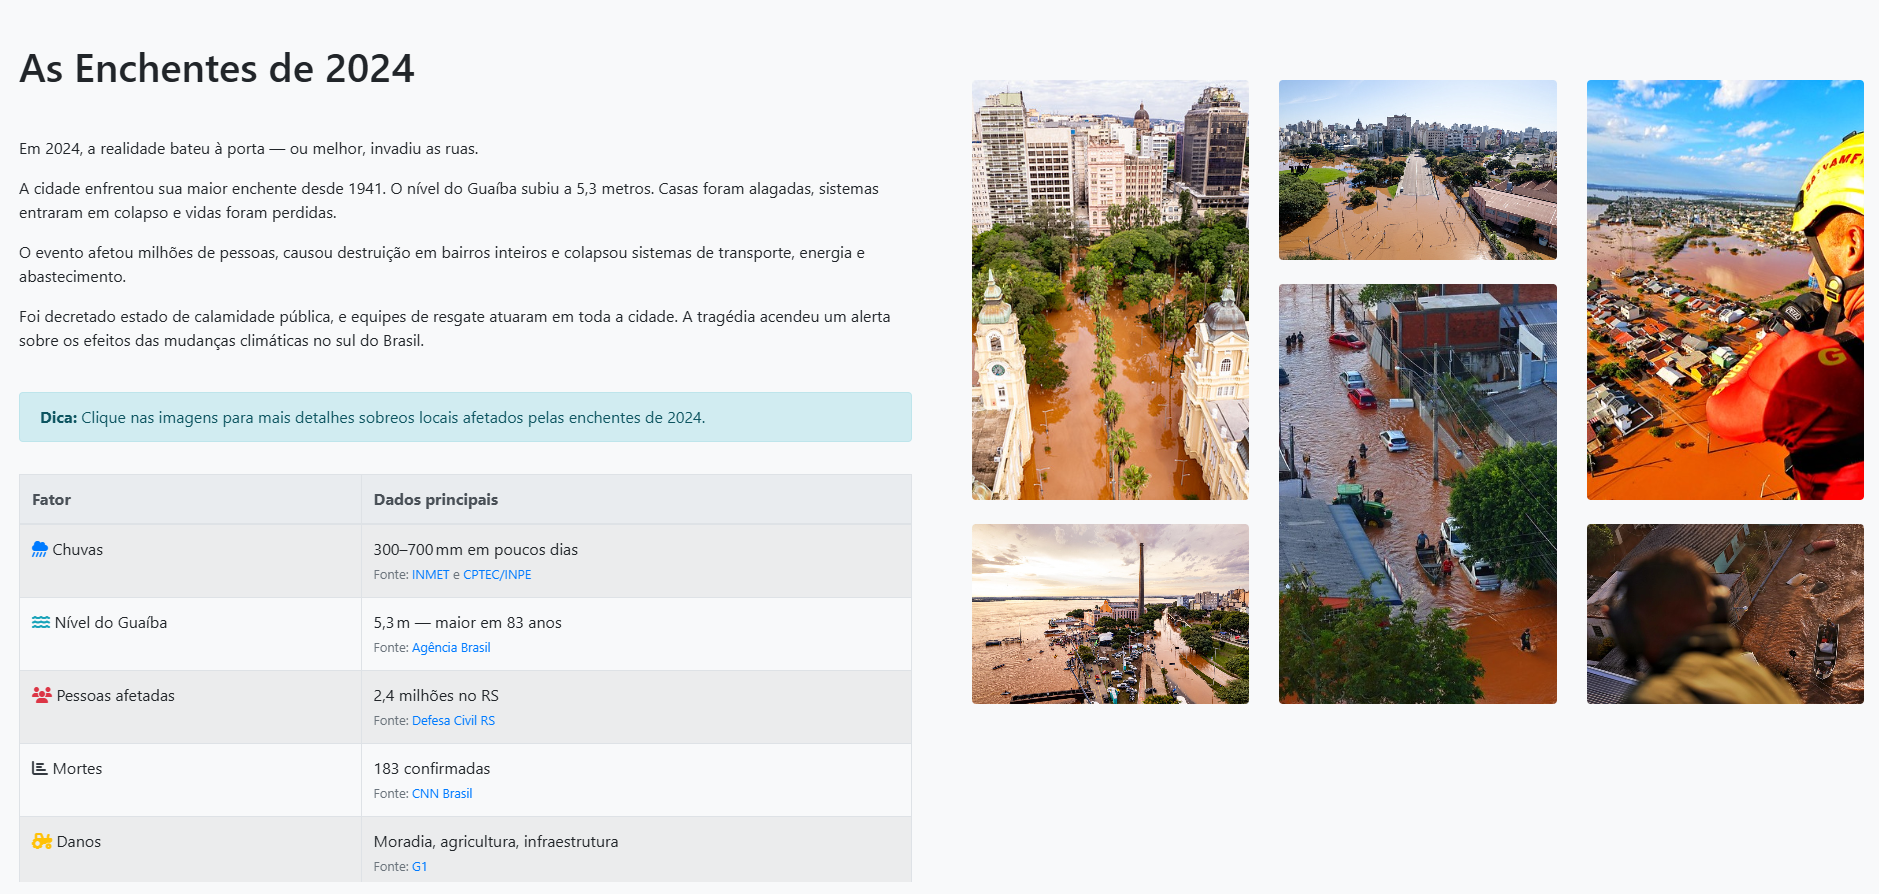 As Enchentes de 2024
Em 2024, a realidade bateu à porta — ou melhor, invadiu as ruas.
A cidade enfrentou sua maior enchente desde 1941. O nível do Guaíba subiu a 5,3 metros. Casas foram alagadas, sistemas
entraram em colapso e vidas foram perdidas.
O evento afetou milhões de pessoas, causou destruição em bairros inteiros e colapsou sistemas de transporte, energia e
abastecimento.
Foi decretado estado de calamidade pública, e equipes de resgate atuaram em toda a cidade. A tragédia acendeu um alerta
sobre os efeitos das mudanças climáticas no sul do Brasil.
Dica: Clique nas imagens para mais detalhes sobreos locais afetados pelas enchentes de 2024.
Fator Dados principais
Chuvas 300–700 mm em poucos dias
Fonte: INMET e CPTEC/INPE
Nível do Guaíba 5,3 m — maior em 83 anos
Fonte: Agência Brasil
Pessoas afetadas 2,4 milhões no RS
Fonte: Defesa Civil RS
Mortes 183 confirmadas
Fonte: CNN Brasil
Danos Moradia, agricultura, infraestrutura
Fonte: G1